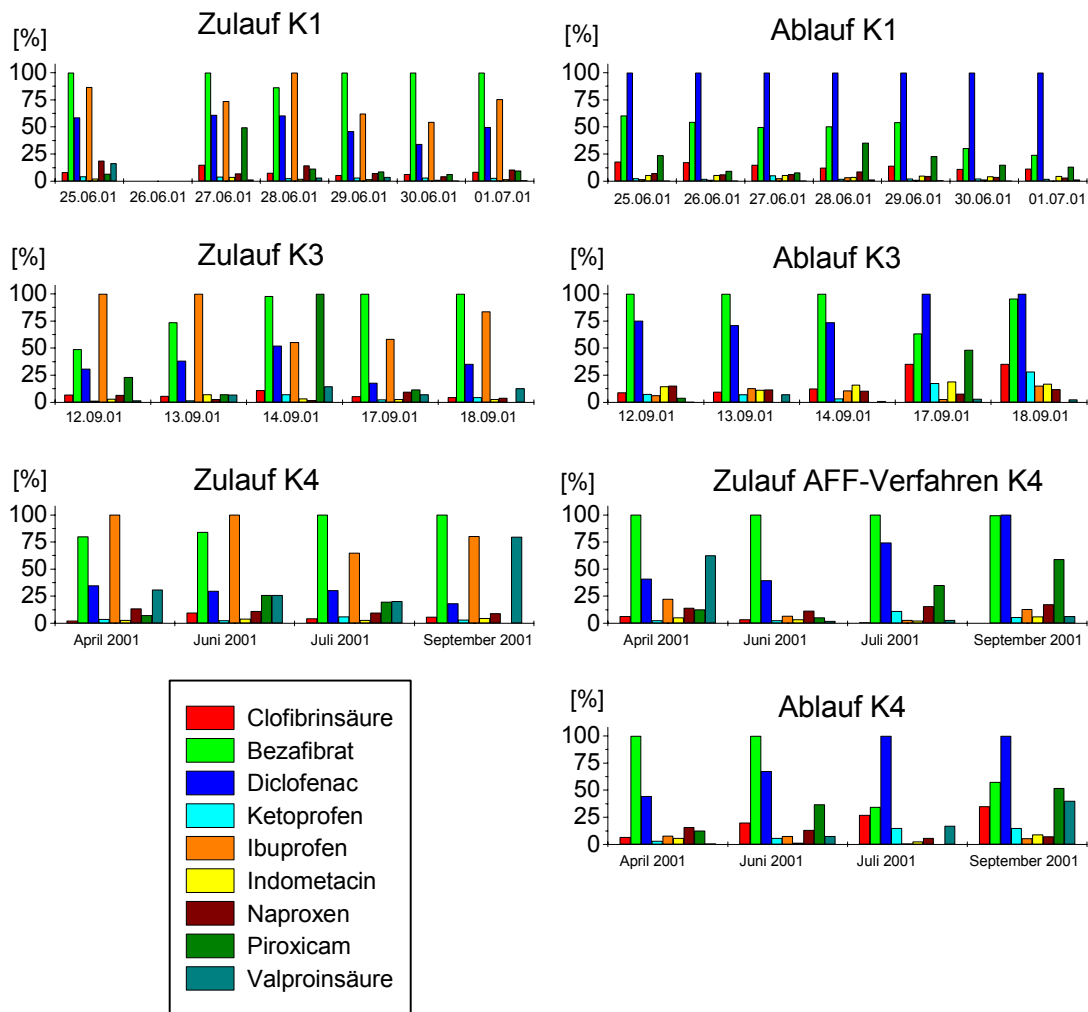 Zulauf K1
[%]
100
75
50
25
0
25.06.01 26.06.01 27.06.01 28.06.01 29.06.01 30.06.01 01.07.01
Ablauf K1
[%]
100
75
50
25
0
25.06.01 26.06.01 27.06.01 28.06.01 29.06.01 30.06.01 01.07.01
Zulauf K3
[%]
100
75
50
25
0
12.09.01 13.09.01 14.09.01 17.09.01 18.09.01
Ablauf K3
[%]
100
75
50
25
0
12.09.01 13.09.01 14.09.01 17.09.01 18.09.01
Zulauf K4
[%]
100
75
50
25
0
April 2001 Juni 2001 Juli 2001 September 2001
Zulauf AFF-Verfahren K4
[%]
100
75
50
25
0
April 2001 Juni 2001 Juli 2001 September 2001
Clofibrinsäure
Bezafibrat
Diclofenac
Ketoprofen
Ibuprofen
Indometacin
Naproxen
Piroxicam
Valproinsäure
Ablauf K4
[%]
100
75
50
25
0
April 2001 Juni 2001 Juli 2001 September 2001